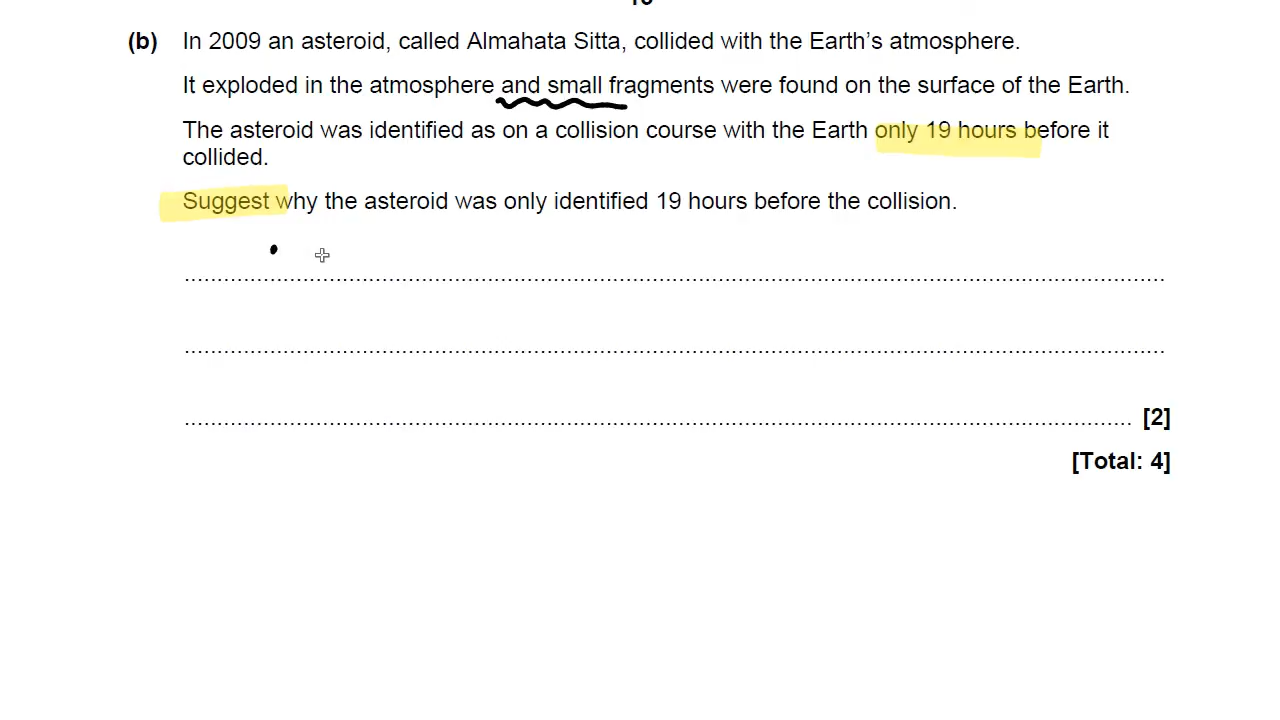 (b) In 2009 an asteroid, called Almahata Sitta, collided with the Earth's atmosphere.
It exploded in the atmosphere and small fragments were found on the surface of the Earth.
The asteroid was identified as on a collision course with the Earth only 19 hours before it
collided.
Suggest why the asteroid was only identified 19 hours before the collision.
[2]
[Total: 4]